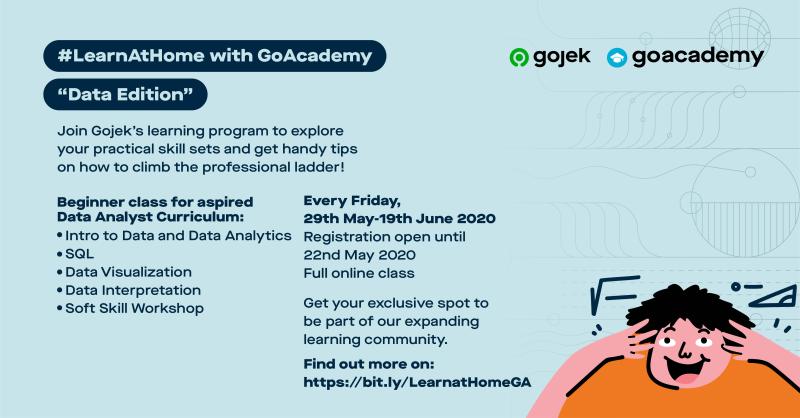 #LearnAtHome with GoAcademy
gojek goacademy
“Data Edition”
Join Gojek's learning program to explore
your practical skill sets and get handy tips
on how to climb the professional ladder!
Beginner class for aspired
Data Analyst Curriculum:
• Intro to Data and Data Analytics
• SQL
• Data Visualization
• Data Interpretation
• Soft Skill Workshop
Every Friday,
29th May-19th June 2020
Registration open until
22nd May 2020
Full online class
Get your exclusive spot to
be part of our expanding
learning community.
Find out more on:
https://bit.ly/LearnatHomeGA